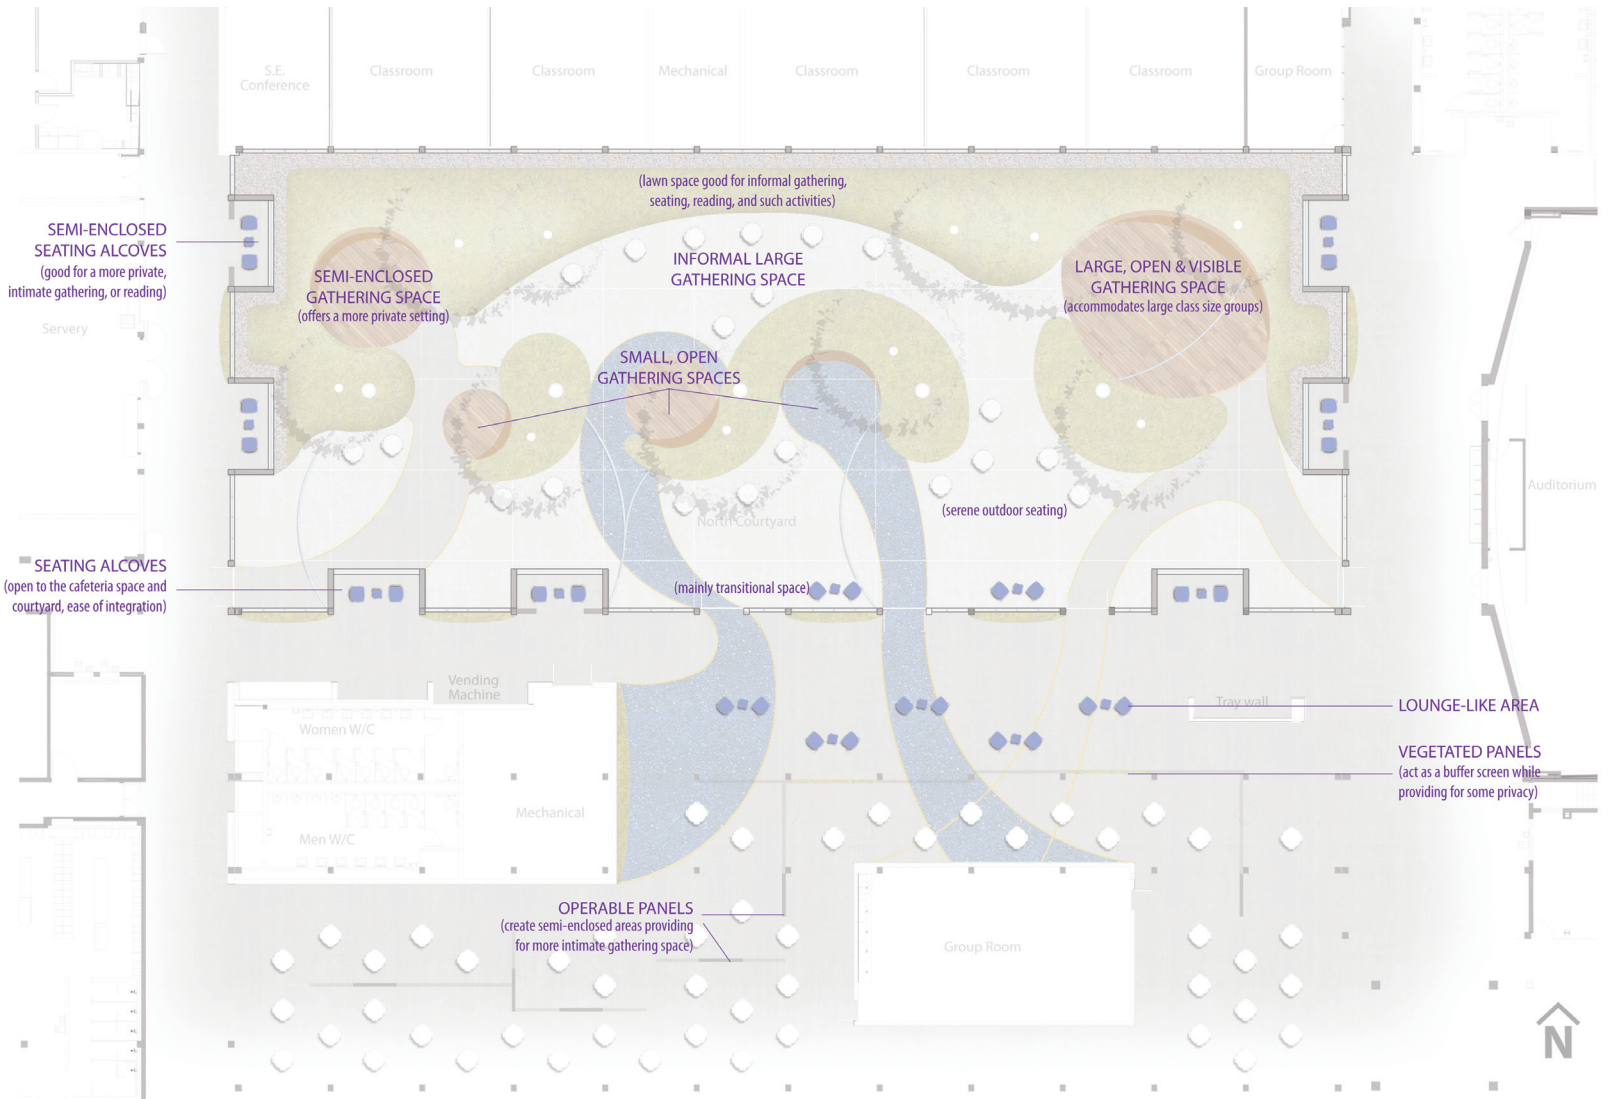 S.E.
Conference
Classroom
Classroom
Mechanical
Classroom
Classroom
Classroom
Group Room
(lawn space good for informal gathering,
seating, reading, and such activities)
SEMI-ENCLOSED
SEATING ALCOVES
(good for a more private,
intimate gathering, or reading)
SEMI-ENCLOSED
GATHERING SPACE
(offers a more private setting)
INFORMAL LARGE
GATHERING SPACE
LARGE, OPEN & VISIBLE
GATHERING SPACE
(accommodates large class size groups)
Servery
SMALL, OPEN
GATHERING SPACES
Auditorium
(serene outdoor seating)
North Courtyard
SEATING ALCOVES
(open to the cafeteria space and
courtyard, ease of integration)
(mainly transitional space)
Vending
Machine
Tray wall
LOUNGE-LIKE AREA
Women W/C
VEGETATED PANELS
(act as a buffer screen while
providing for some privacy)
Mechanical
Men W/C
OPERABLE PANELS
(create semi-enclosed areas providing
for more intimate gathering space)
Group Room
N